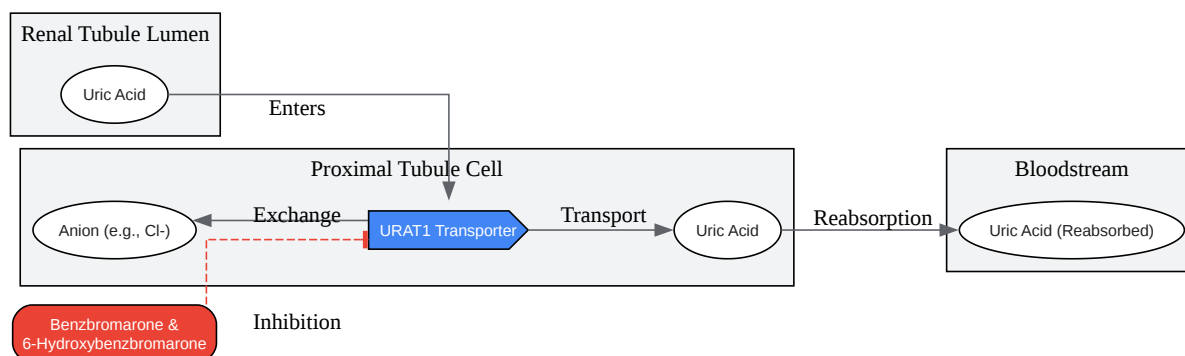 Renal Tubule Lumen
Uric Acid
Enters
Proximal Tubule Cell
Bloodstream
Anion (e.g., Cl-)
Exchange
URAT1 Transporter
Transport
Uric Acid
Reabsorption
Uric Acid (Reabsorbed)
Benzbromarone &
6-Hydroxybenzbromarone
Inhibition